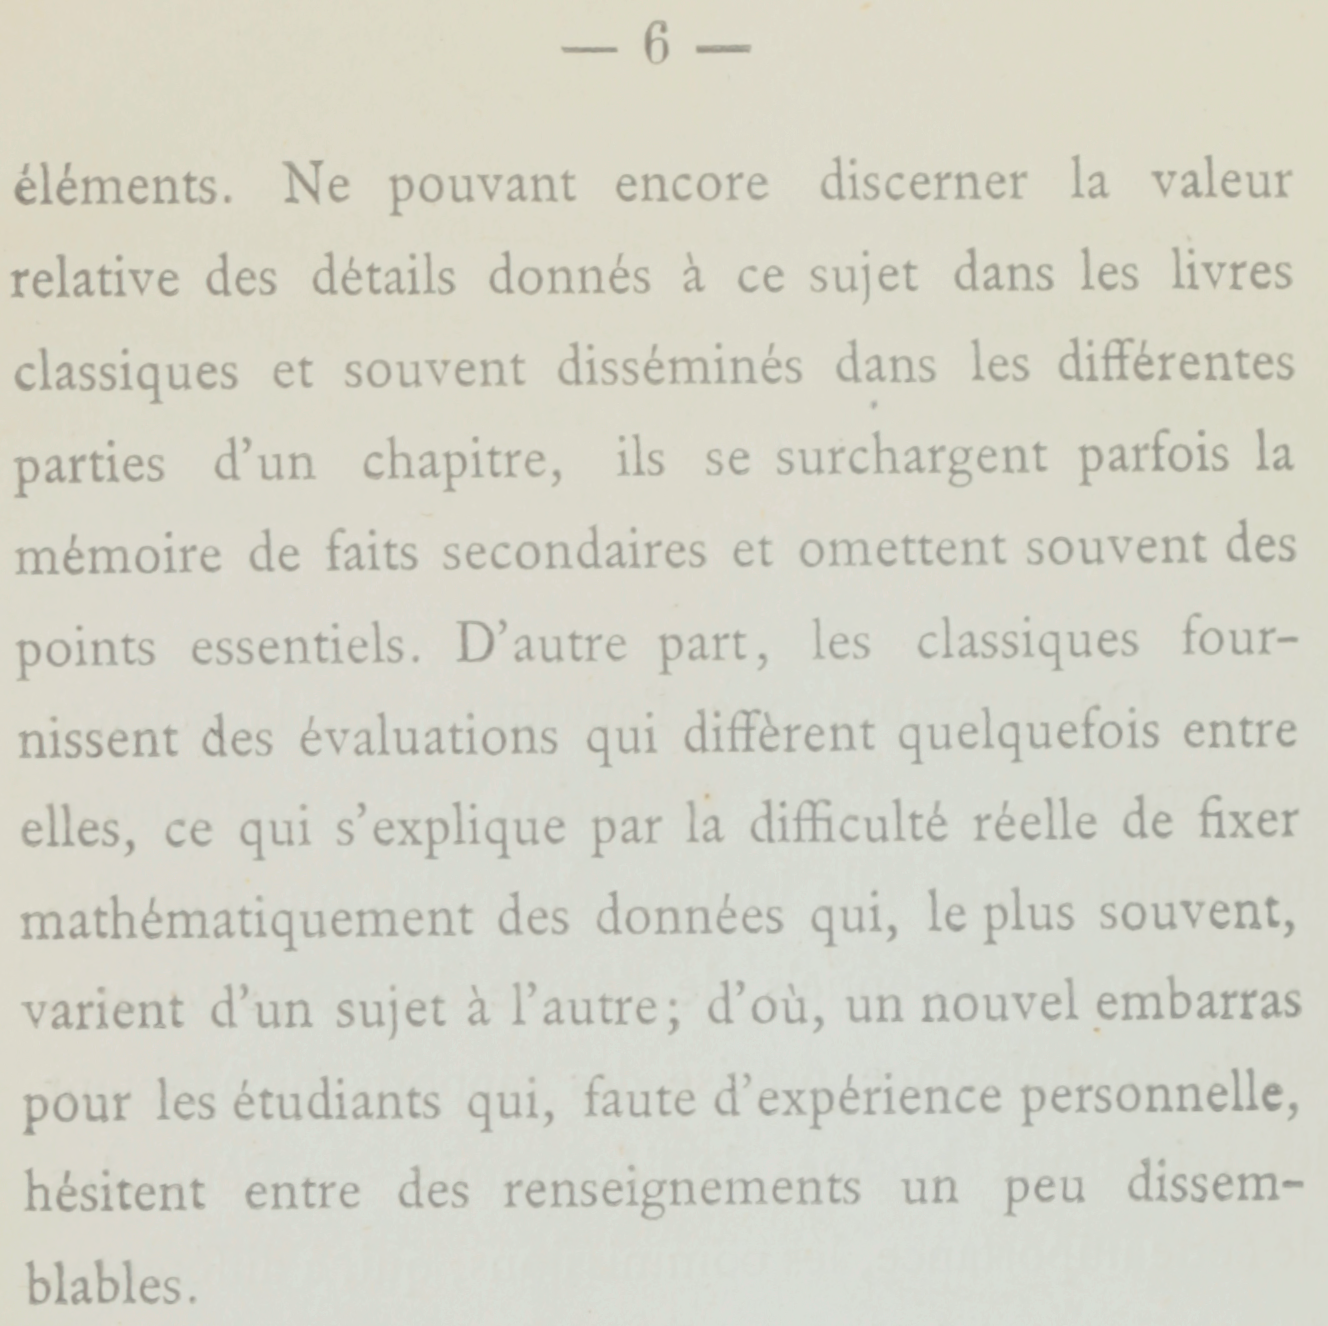 — 6 —
éléments. Ne pouvant encore discerner la valeur
relative des détails donnés à ce sujet dans les livres
classiques et souvent disséminés dans les différentes
parties d'un chapitre, ils se surchargent parfois la
mémoire de faits secondaires et omettent souvent des
points essentiels. D'autre part, les classiques four-
nissent des évaluations qui diffèrent quelquefois entre
elles, ce qui s'explique par la difficulté réelle de fixer
mathématiquement des données qui, le plus souvent,
varient d'un sujet à l'autre; d'où, un nouvel embarras
pour les étudiants qui, faute d'expérience personnelle,
hésitent entre des renseignements un peu dissem-
blables.